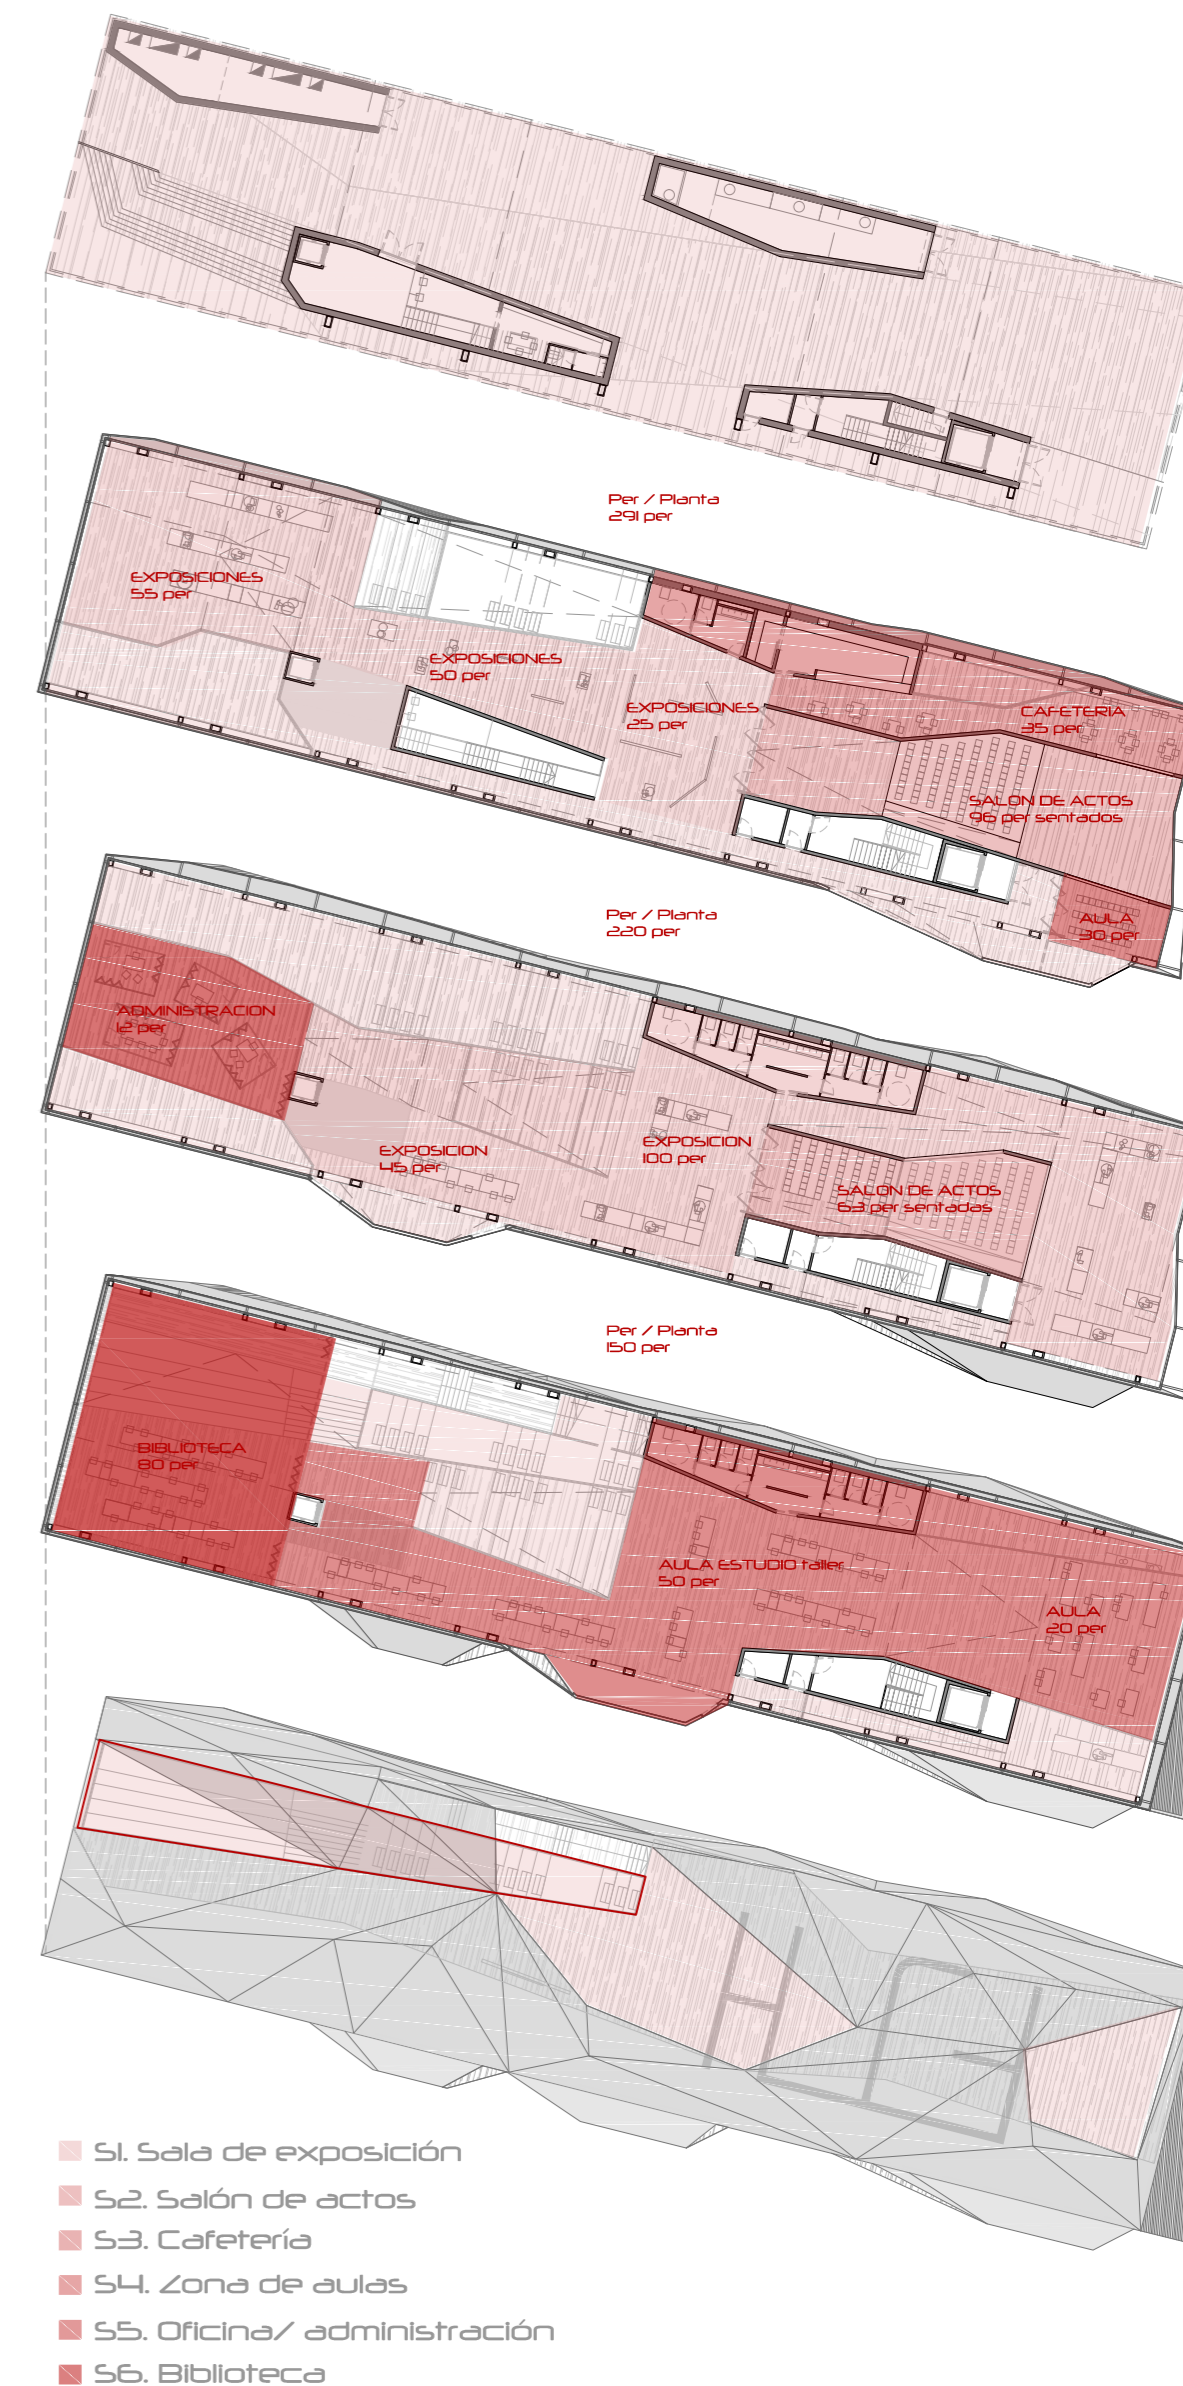 Per / Planta
291 per
EXPOSICIONES
55 per
EXPOSICIONES
50 per
EXPOSICIONES
25 per
CAFETERIA
35 per
SALON DE ACTOS
96 per sentados
AULA
30 per
Per / Planta
220 per
ADMINISTRACION
12 per
EXPOSICION
45 per
EXPOSICION
100 per
SALON DE ACTOS
63 per sentadas
Per / Planta
150 per
BIBLIOTECA
80 per
AULA ESTUDIO taller
50 per
AULA
20 per
S1. Sala de exposición
S2. Salón de actos
S3. Cafetería
S4. Zona de aulas
S5. Oficina/ administración
S6. Biblioteca